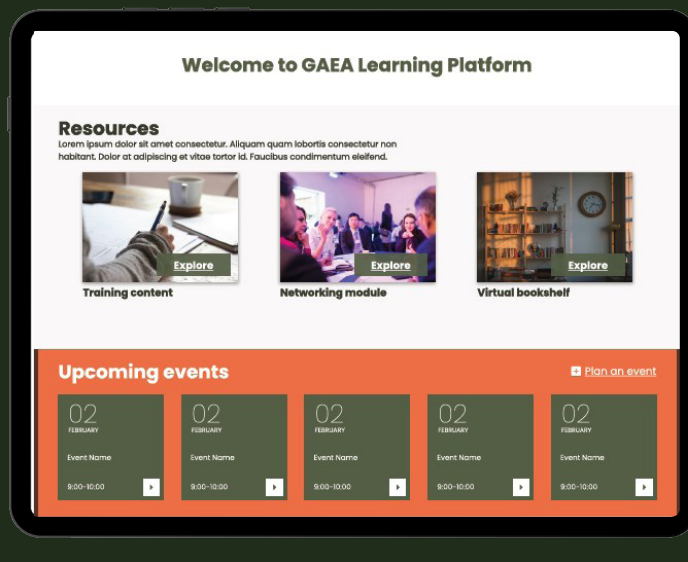 Welcome to GAEA Learning Platform
Resources
Lorem ipsum dolor sit amet consectetur. Aliquam quam lobortis consectetur non
habitant. Dolor at adipiscing et vitae tortor id. Faucibus condimentum eleifend.
Explore
Explore
Explore
Training content
Networking module
Virtual bookshelf
Upcoming events
Plan an event
02
02
02
02
02
FEBRUARY
FEBRUARY
FEBRUARY
FEBRUARY
FEBRUARY
Event Name
Event Name
Event Name
Event Name
Event Name
9:00-10:00
9:00-10:00
9:00-10:00
9:00-10:00
9:00-10:00